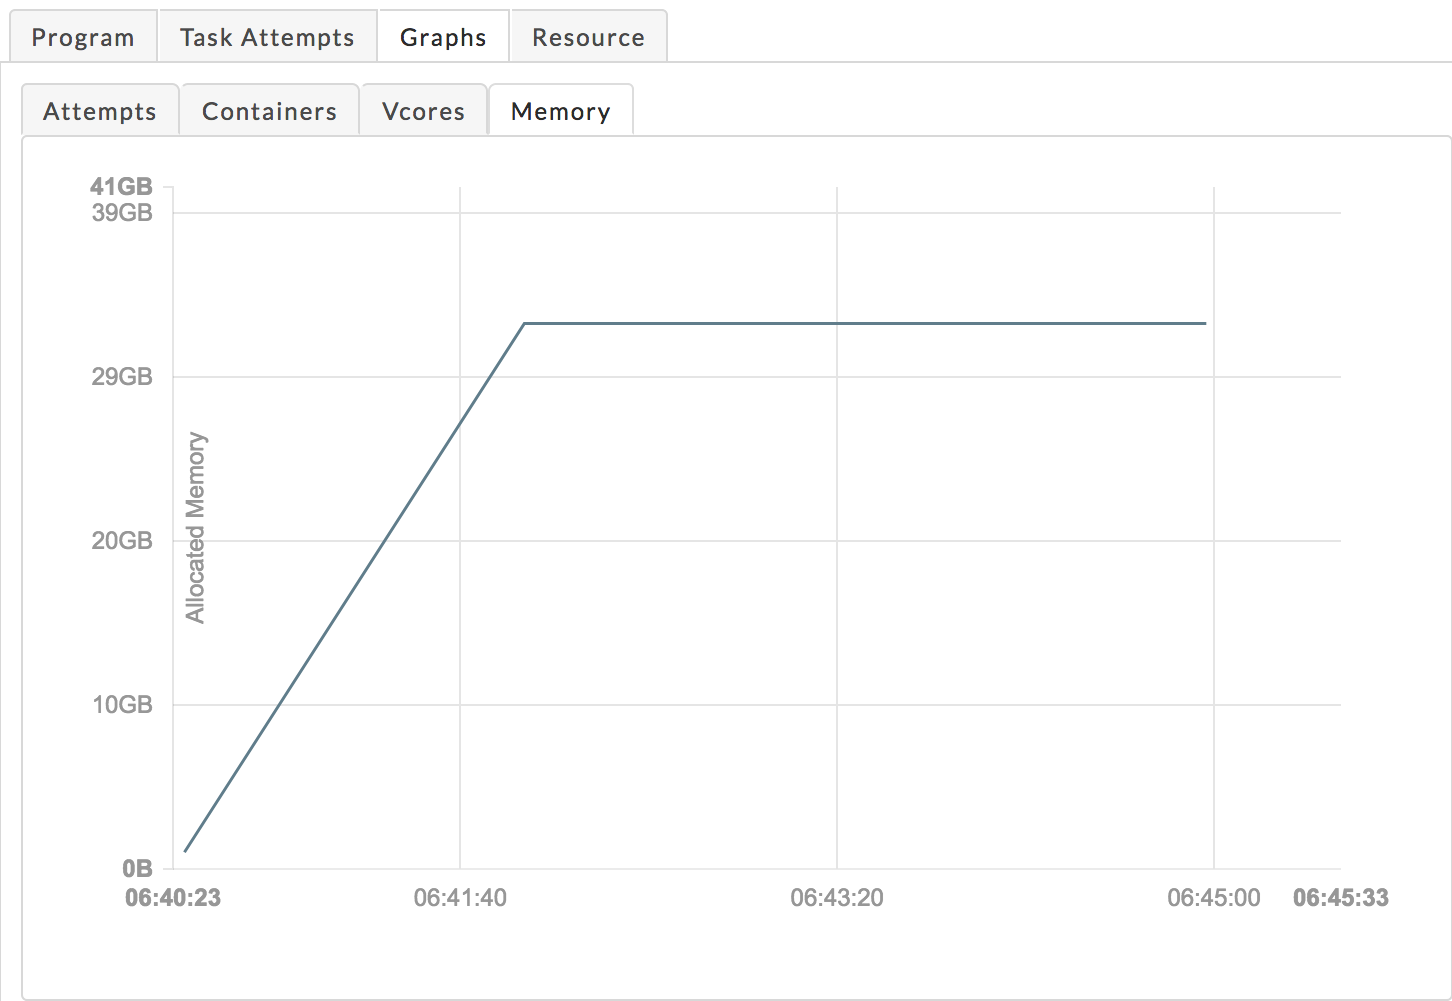 Program Task Attempts Graphs Resource
Attempts Containers Vcores Memory
41GB
39GB
29GB
Allocated Memory
20GB
10GB
0B
06:40:23 06:41:40 06:43:20 06:45:00 06:45:33